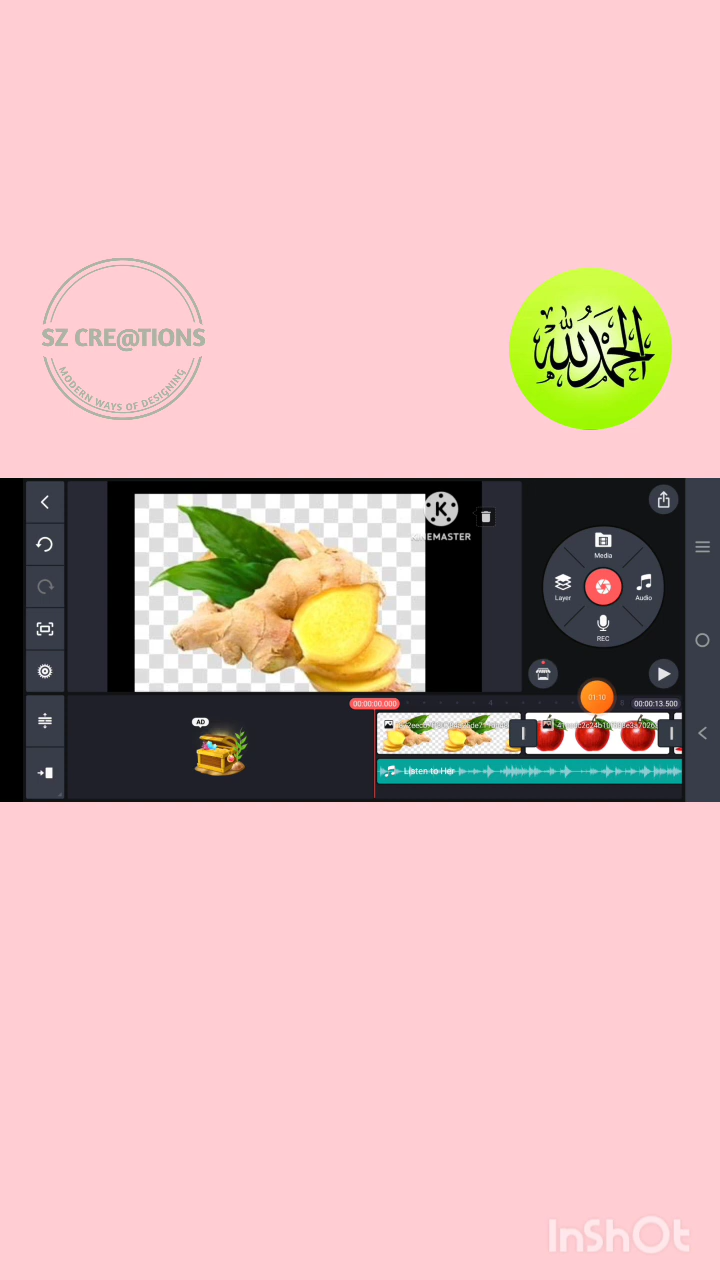 SZ CRE@TIONS
MODERN WAYS OF DESIGNING
الحمد لله
KINEMASTER
Media
Layer
Audio
REC
01:10
00:00:00.000
00:00:13.500
AD
Listen to Her
InShOt